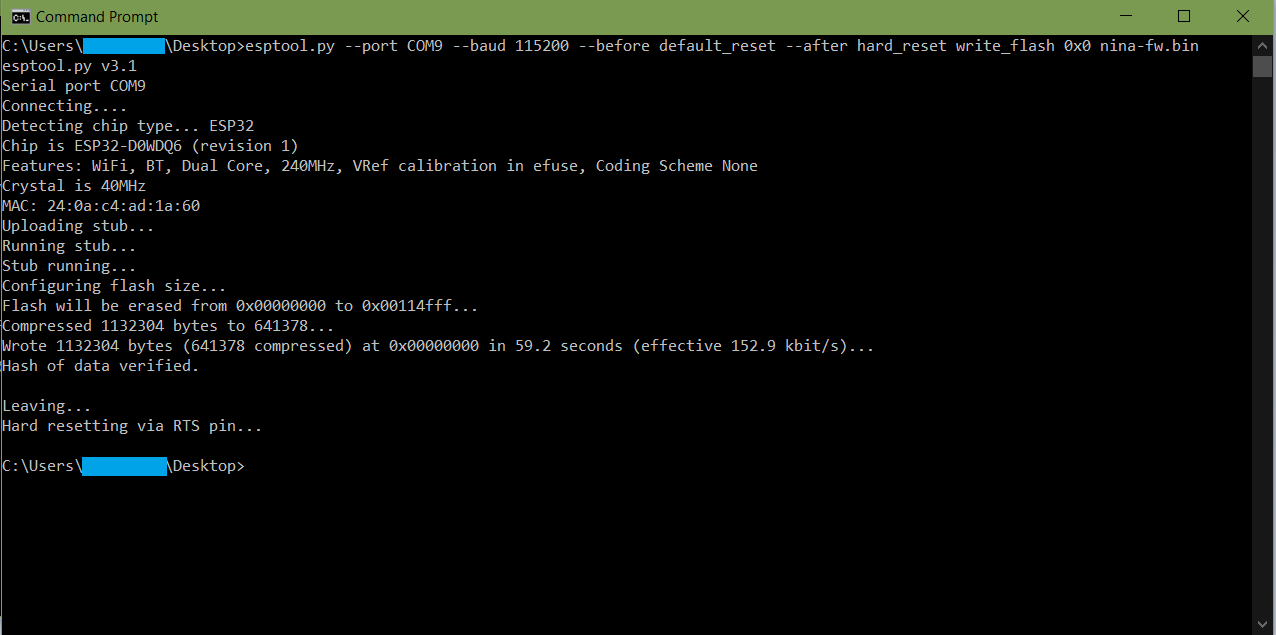 Command Prompt
C:\Users\ \Desktop>esptool.py --port COM9 --baud 115200 --before default_reset --after hard_reset write_flash 0x0 nina-fw.bin
esptool.py v3.1
Serial port COM9
Connecting....
Detecting chip type... ESP32
Chip is ESP32-D0WDQ6 (revision 1)
Features: WiFi, BT, Dual Core, 240MHz, VRef calibration in efuse, Coding Scheme None
Crystal is 40MHz
MAC: 24:0a:c4:ad:1a:60
Uploading stub...
Running stub...
Stub running...
Configuring flash size...
Flash will be erased from 0x00000000 to 0x00114fff...
Compressed 1132304 bytes to 641378...
Wrote 1132304 bytes (641378 compressed) at 0x00000000 in 59.2 seconds (effective 152.9 kbit/s)...
Hash of data verified.
Leaving...
Hard resetting via RTS pin...
C:\Users\ \Desktop>